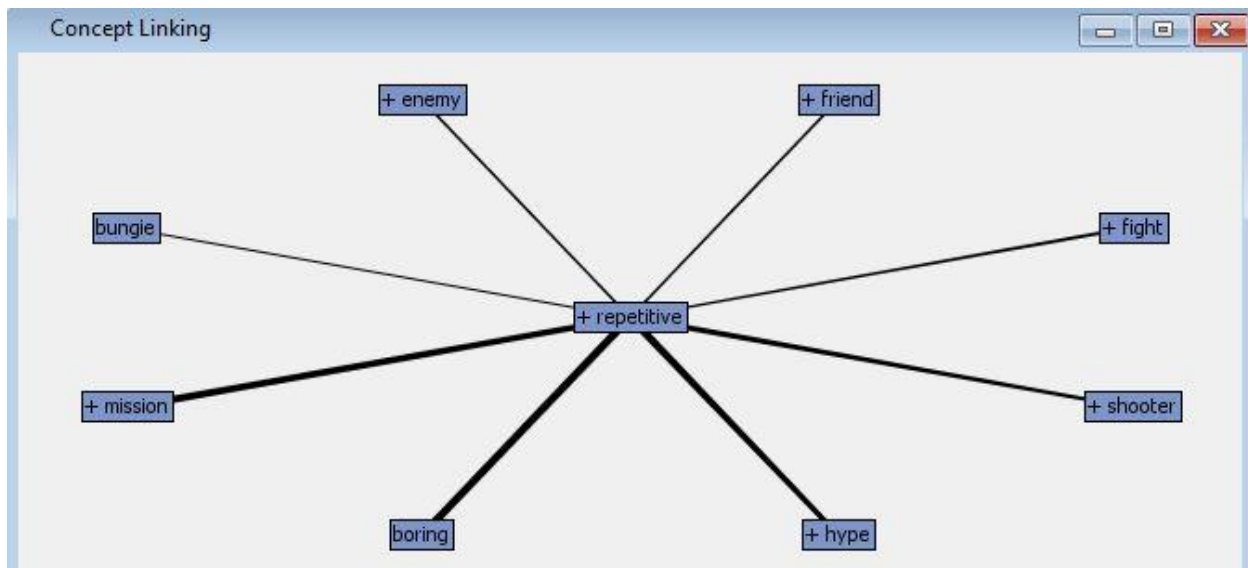 Concept Linking
+ enemy
+ friend
bungie
+ fight
+ repetitive
+ mission
+ shooter
boring
+ hype